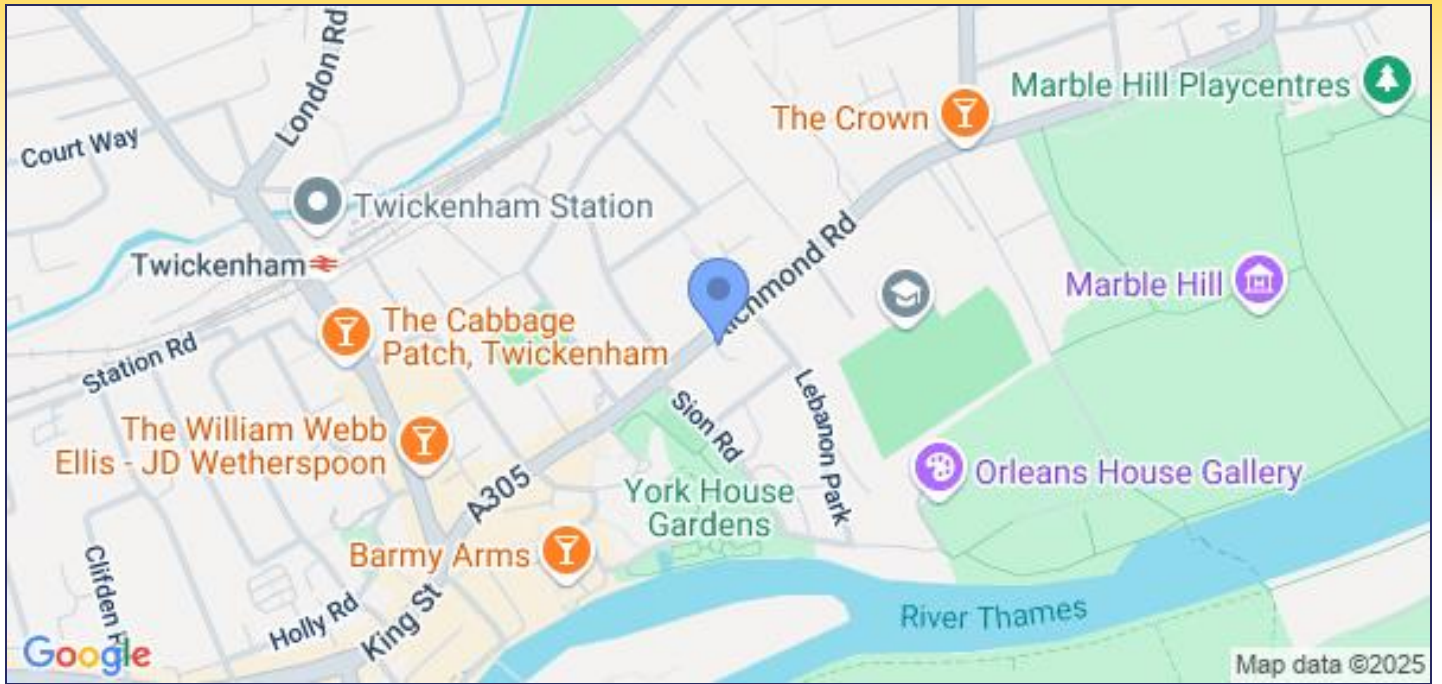 London Rd
Court Way
Marble Hill Playcentres
The Crown
Twickenham Station
Twickenham
Richmond Rd
Marble Hill
The Cabbage
Patch, Twickenham
Station Rd
Lebanon Park
Sion Rd
The William Webb
Ellis - JD Wetherspoon
Orleans House Gallery
A305
York House
Gardens
Barmy Arms
Clifden
Holly Rd
King St
River Thames
Google
Map data ©2025